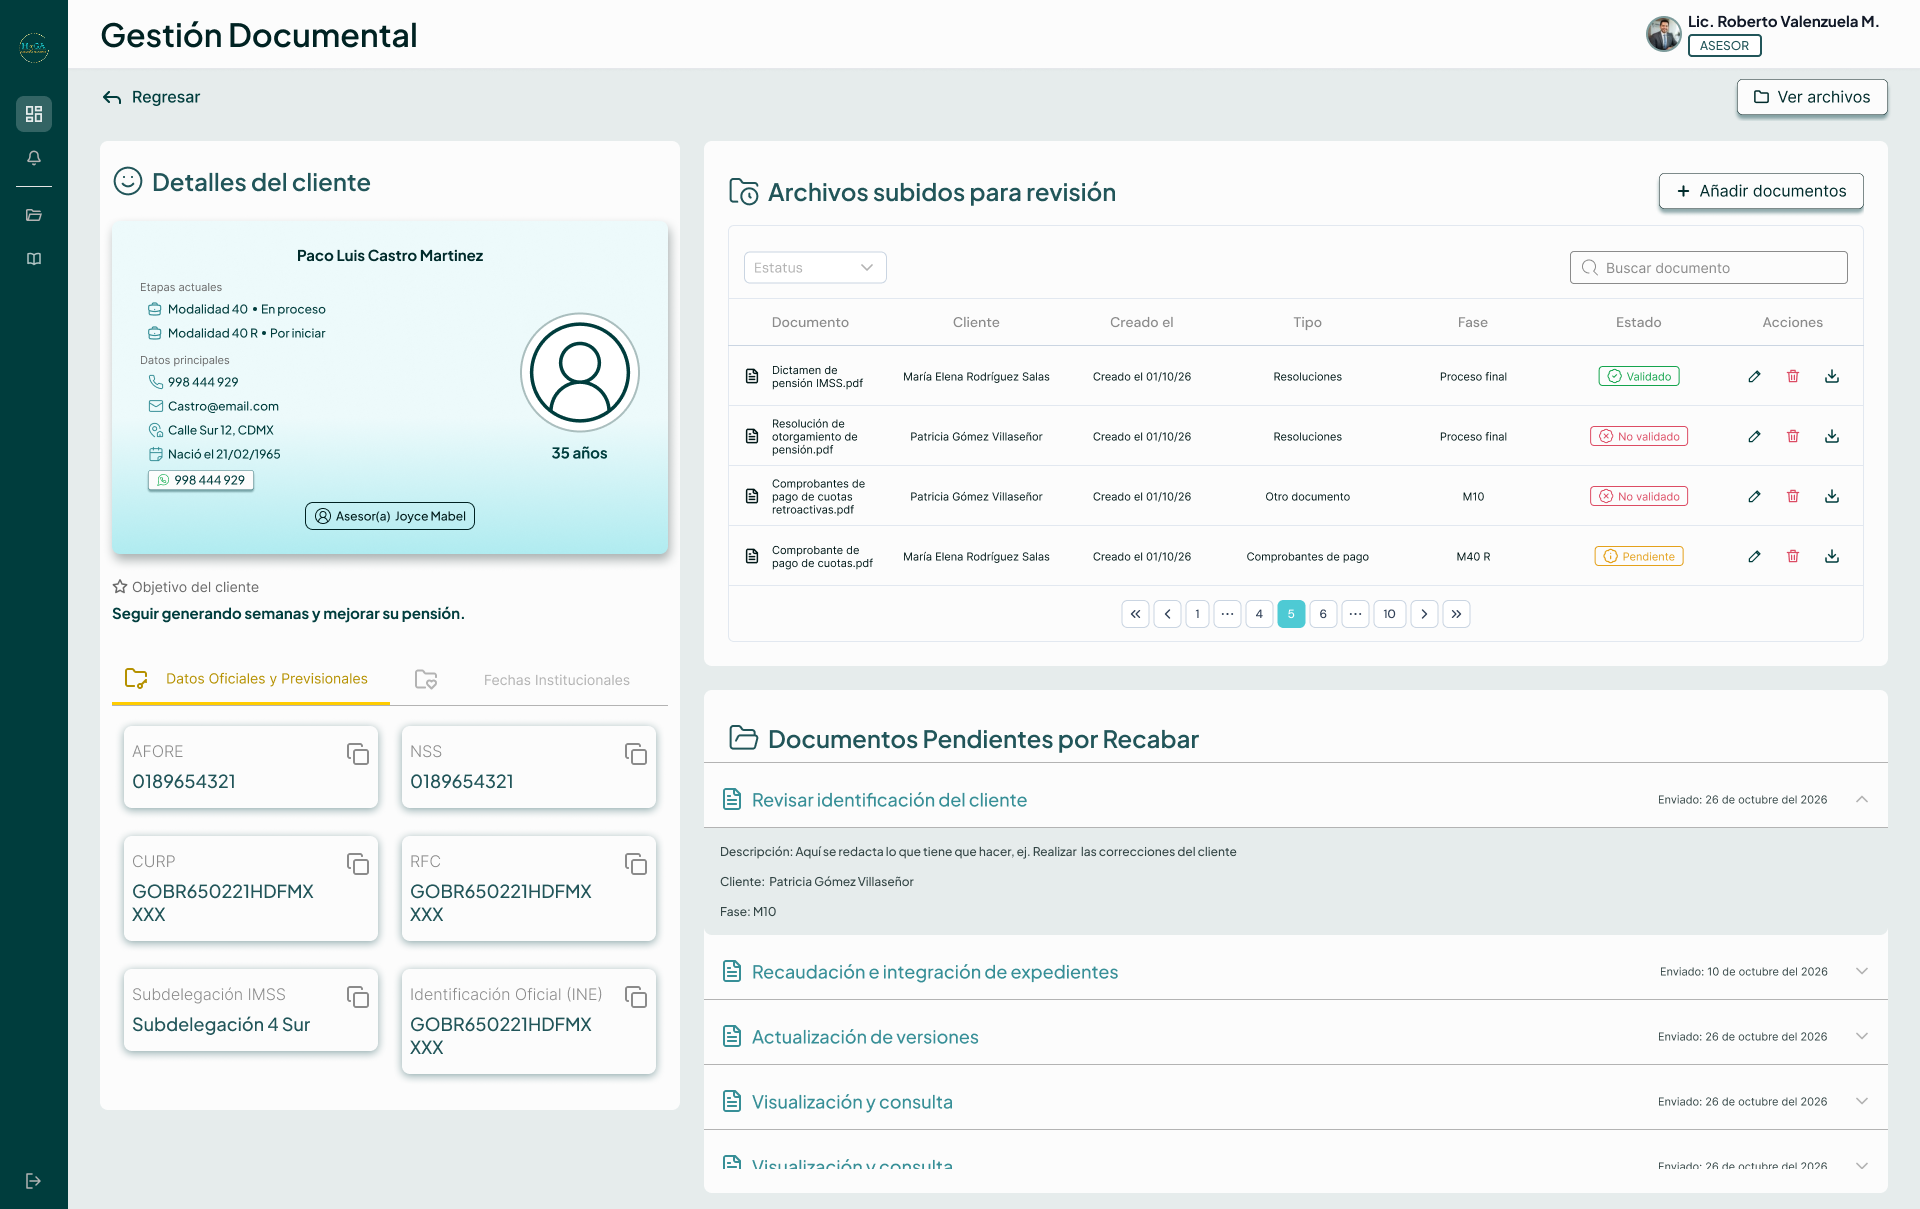 Gestión Documental
Lic. Roberto Valenzuela M.
ASESOR
Regresar
Ver archivos
Detalles del cliente
Paco Luis Castro Martinez
Etapas actuales
Modalidad 40 • En proceso
Modalidad 40 R • Por iniciar
Datos principales
998 444 929
Castro@email.com
Calle Sur 12, CDMX
Nació el 21/02/1965
998 444 929
35 años
Asesor(a) Joyce Mabel
Objetivo del cliente
Seguir generando semanas y mejorar su pensión.
Datos Oficiales y Previsionales
Fechas Institucionales
AFORE
0189654321
NSS
0189654321
CURP
GOBR650221HDFMX
XXX
RFC
GOBR650221HDFMX
XXX
Subdelegación IMSS
Subdelegación 4 Sur
Identificación Oficial (INE)
GOBR650221HDFMX
XXX
Archivos subidos para revisión
+ Añadir documentos
Estatus
Buscar documento
Documento Cliente Creado el Tipo Fase Estado Acciones
Dictamen de
pensión IMSS.pdf
María Elena Rodríguez Salas Creado el 01/10/26 Resoluciones Proceso final Validado
Resolución de
otorgamiento de
pensión.pdf
Patricia Gómez Villaseñor Creado el 01/10/26 Resoluciones Proceso final No validado
Comprobantes de
pago de cuotas
retroactivas.pdf
Patricia Gómez Villaseñor Creado el 01/10/26 Otro documento M10 No validado
Comprobante de
pago de cuotas.pdf
María Elena Rodríguez Salas Creado el 01/10/26 Comprobantes de pago M40 R Pendiente
« < 1 ··· 4 5 6 ··· 10 > »
Documentos Pendientes por Recabar
Revisar identificación del cliente
Enviado: 26 de octubre del 2026
Descripción: Aquí se redacta lo que tiene que hacer, ej. Realizar las correcciones del cliente
Cliente: Patricia Gómez Villaseñor
Fase: M10
Recaudación e integración de expedientes
Enviado: 10 de octubre del 2026
Actualización de versiones
Enviado: 26 de octubre del 2026
Visualización y consulta
Enviado: 26 de octubre del 2026
Visualización y consulta
Enviado: 26 de octubre del 2026